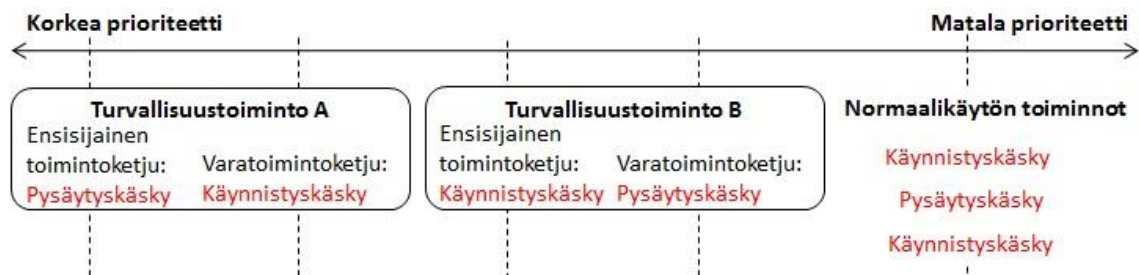 Korkea prioriteetti
Matala prioriteetti
Turvallisuustoiminto A
Ensisijainen
toimintoketju:
Pysäytyskäsky
Varatoimintoketju:
Käynnistyskäsky
Turvallisuustoiminto B
Ensisijainen
toimintoketju:
Käynnistyskäsky
Varatoimintoketju:
Pysäytyskäsky
Normaalikäytön toiminnot
Käynnistyskäsky
Pysäytyskäsky
Käynnistyskäsky